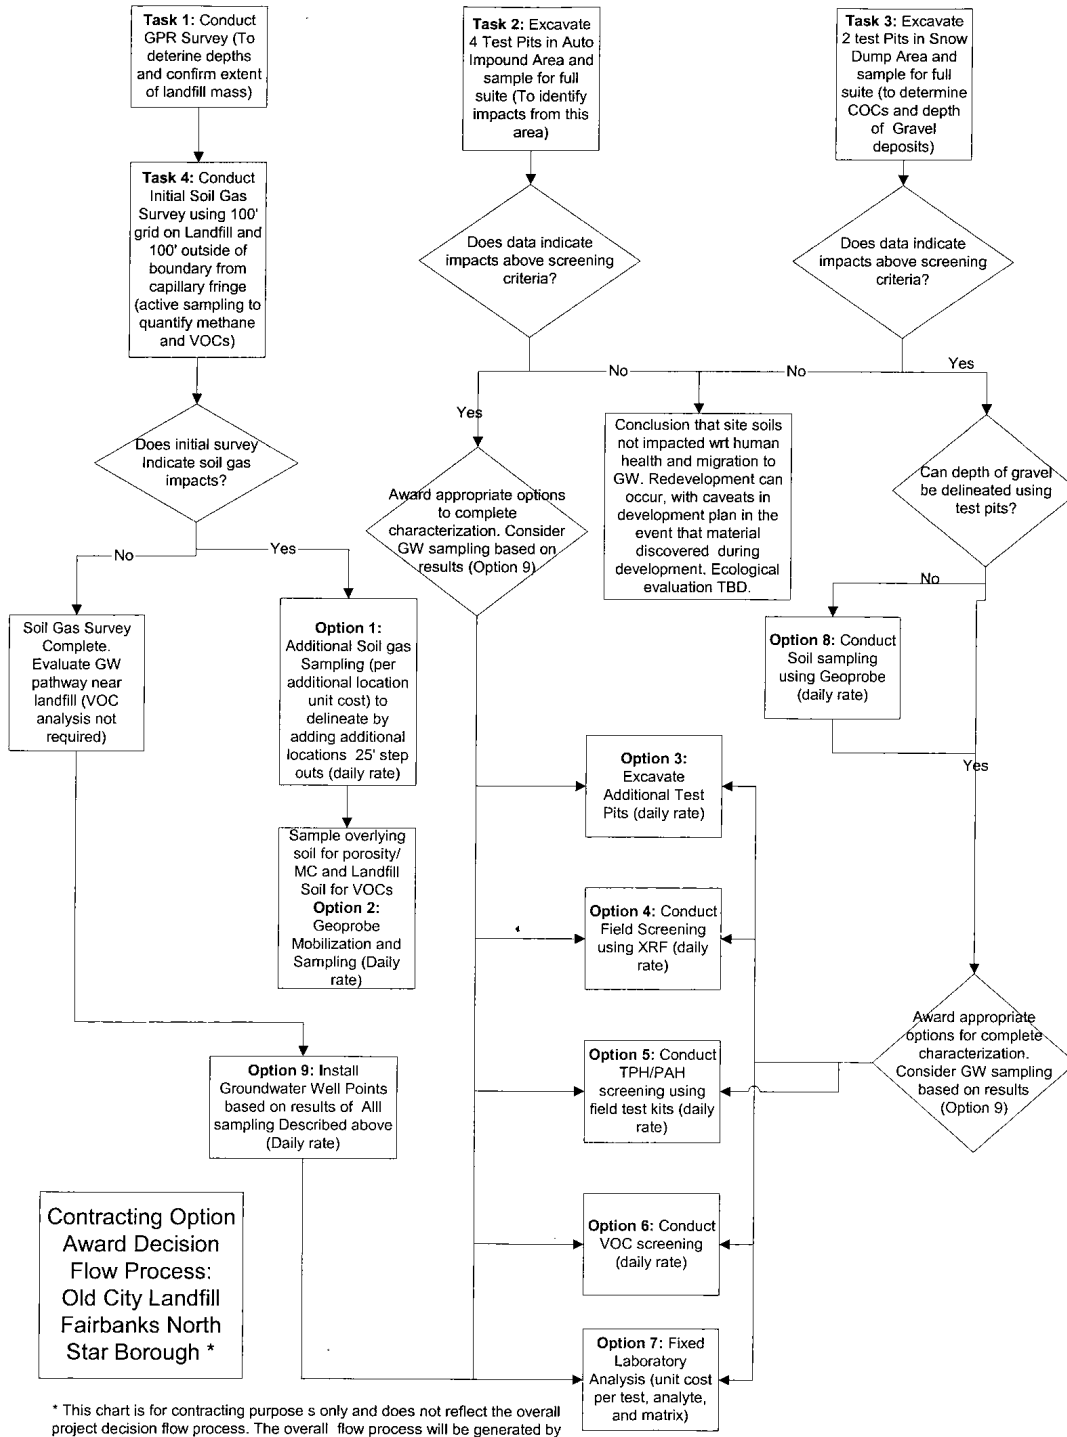 Task 1: Conduct
GPR Survey (To
deterine depths
and confirm extent
of landfill mass)
Task 2: Excavate
4 Test Pits in Auto
Impound Area and
sample for full
suite (To identify
impacts from this
area)
Task 3: Excavate
2 test Pits in Snow
Dump Area and
sample for full
suite (to determine
COCs and depth
of Gravel
deposits)
Task 4: Conduct
Initial Soil Gas
Survey using 100'
grid on Landfill and
100' outside of
boundary from
capillary fringe
(active sampling to
quantify methane
and VOCs)
Does data indicate
impacts above screening
criteria?
Does data indicate
impacts above screening
criteria?
No
No
Yes
Yes
Does initial survey
Indicate soil gas
impacts?
Award appropriate options
to complete
characterization. Consider
GW sampling based on
results (Option 9)
Conclusion that site soils
not impacted wrt human
health and migration to
GW. Redevelopment can
occur, with caveats in
development plan in the
event that material
discovered during
development. Ecological
evaluation TBD.
Can depth of gravel
be delineated using
test pits?
No
Yes
No
Soil Gas Survey
Complete.
Evaluate GW
pathway near
landfill (VOC
analysis not
required)
Option 1:
Additional Soil gas
Sampling (per
additional location
unit cost) to
delineate by
adding additional
locations 25' step
outs (daily rate)
Option 8: Conduct
Soil sampling
using Geoprobe
(daily rate)
Yes
Option 3:
Excavate
Additional Test
Pits (daily rate)
Sample overlying
soil for porosity/
MC and Landfill
Soil for VOCs
Option 2:
Geoprobe
Mobilization and
Sampling (Daily
rate)
Option 4: Conduct
Field Screening
using XRF (daily
rate)
Award appropriate
options for complete
characterization.
Consider GW sampling
based on results
(Option 9)
Option 5: Conduct
TPH/PAH
screening using
field test kits (daily
rate)
Option 9: Install
Groundwater Well Points
based on results of Alll
sampling Described above
(Daily rate)
Option 6: Conduct
VOC screening
(daily rate)
Contracting Option
Award Decision
Flow Process:
Old City Landfill
Fairbanks North
Star Borough *
Option 7: Fixed
Laboratory
Analysis (unit cost
per test, analyte,
and matrix)
* This chart is for contracting purpose s only and does not reflect the overall
project decision flow process. The overall flow process will be generated by